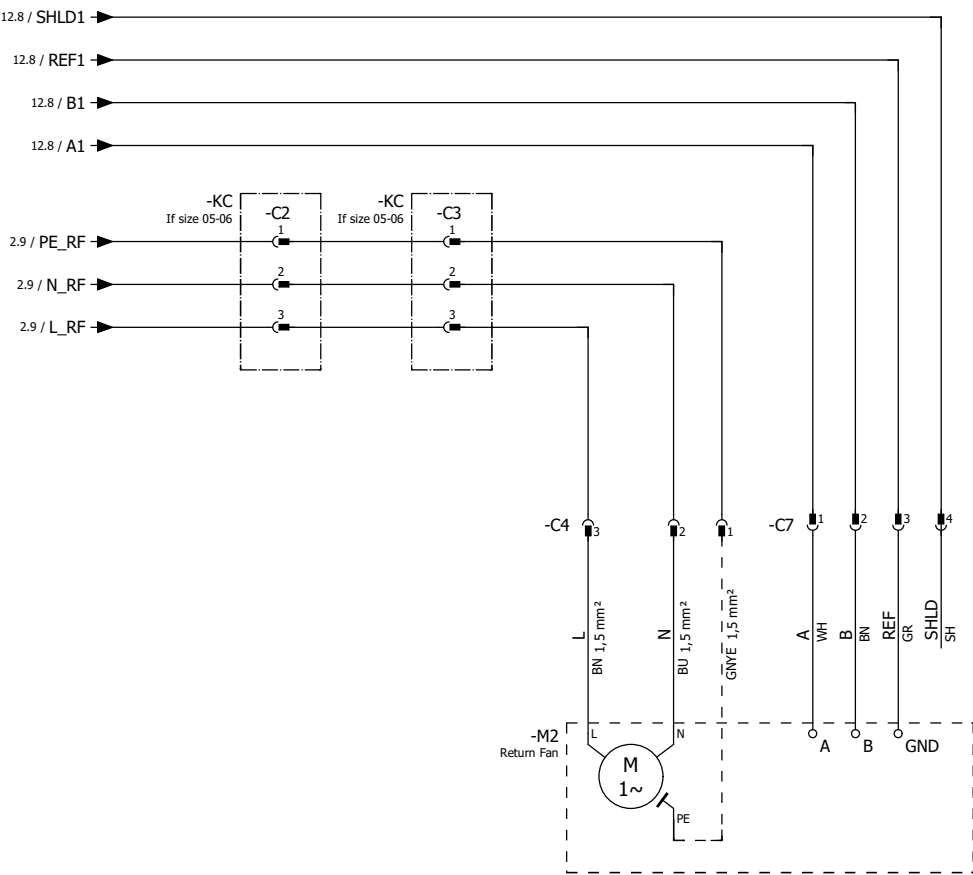 12.8 / SHLD1
12.8 / REF1
12.8 / B1
12.8 / A1
-KC
If size 05-06
-C2
-KC
If size 05-06
-C3
2.9 / PE_RF
1
1
2.9 / N_RF
2
2
2.9 / L_RF
3
3
-C4
3
2
1
-C7
1
2
3
4
L
BN 1,5 mm²
N
BU 1,5 mm²
GNYE 1,5 mm²
A
WH
B
BN
REF
GR
SHLD
SH
-M2
Return Fan
L
N
M
1~
PE
A
B
GND